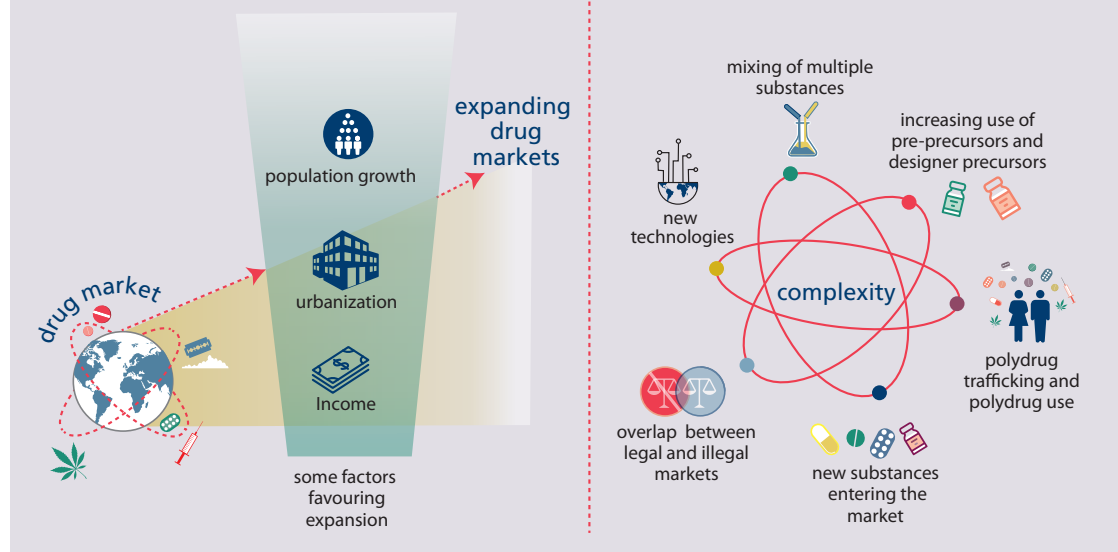 drug market
population growth
urbanization
Income
some factors
favouring
expansion
expanding
drug
markets
mixing of multiple
substances
increasing use of
pre-precursors and
designer precursors
new
technologies
complexity
polydrug
trafficking and
polydrug use
overlap between
legal and illegal
markets
new substances
entering the
market